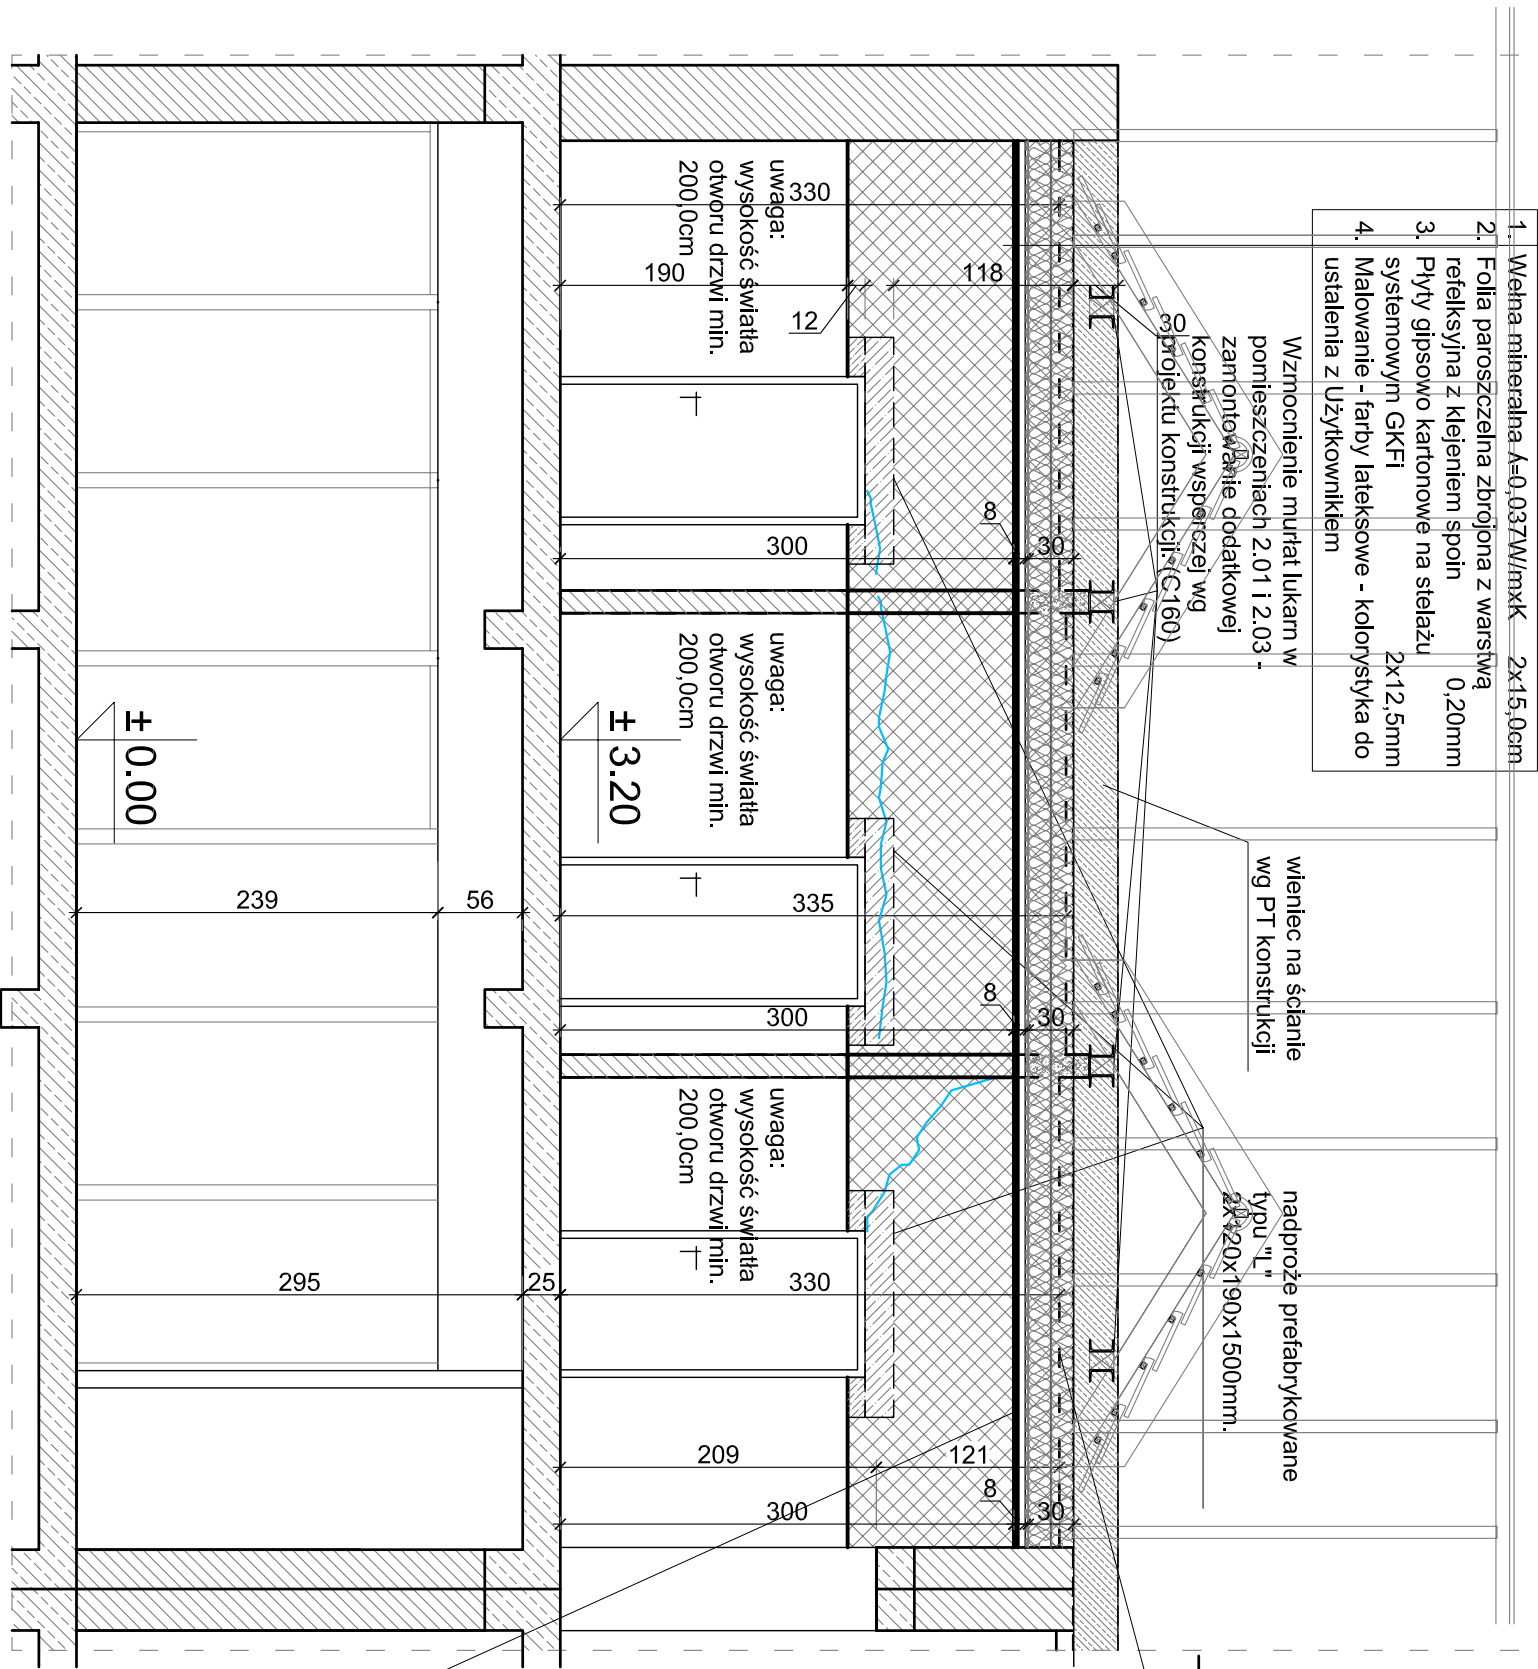 1. Wełna mineralna λ=0,037W/mxK 2x15,0cm
2. Folia paroszczelna zbrojona z warstwą
refelksyjna z klejeniem spoin 0,20mm
3. Płyty gipsowo kartonowe na stelażu
systemowym GKFI 2x12,5mm
4. Malowanie - farby lateksowe - kolorystyka do
ustalenia z Użytkownikiem
Wzmocnienie murłat lukarn w
pomieszczeniach 2.01 i 2.03 -
zamontowanie dodatkowej
konstrukcji wsporczej wg
projektu konstrukcji. (C160)
30
wieniec na ścianie
wg PT konstrukcji
nadproże prefabrykowane
typu "L"
2x120x190x1500mm.
118
30
30
30
8
8
8
121
330
12
300
335
300
330
300
190
209
uwaga:
wysokość światła
otworu drzwi min.
200,0cm
uwaga:
wysokość światła
otworu drzwi min.
200,0cm
uwaga:
wysokość światła
otworu drzwi min.
200,0cm
± 3.20
56
25
239
295
± 0.00